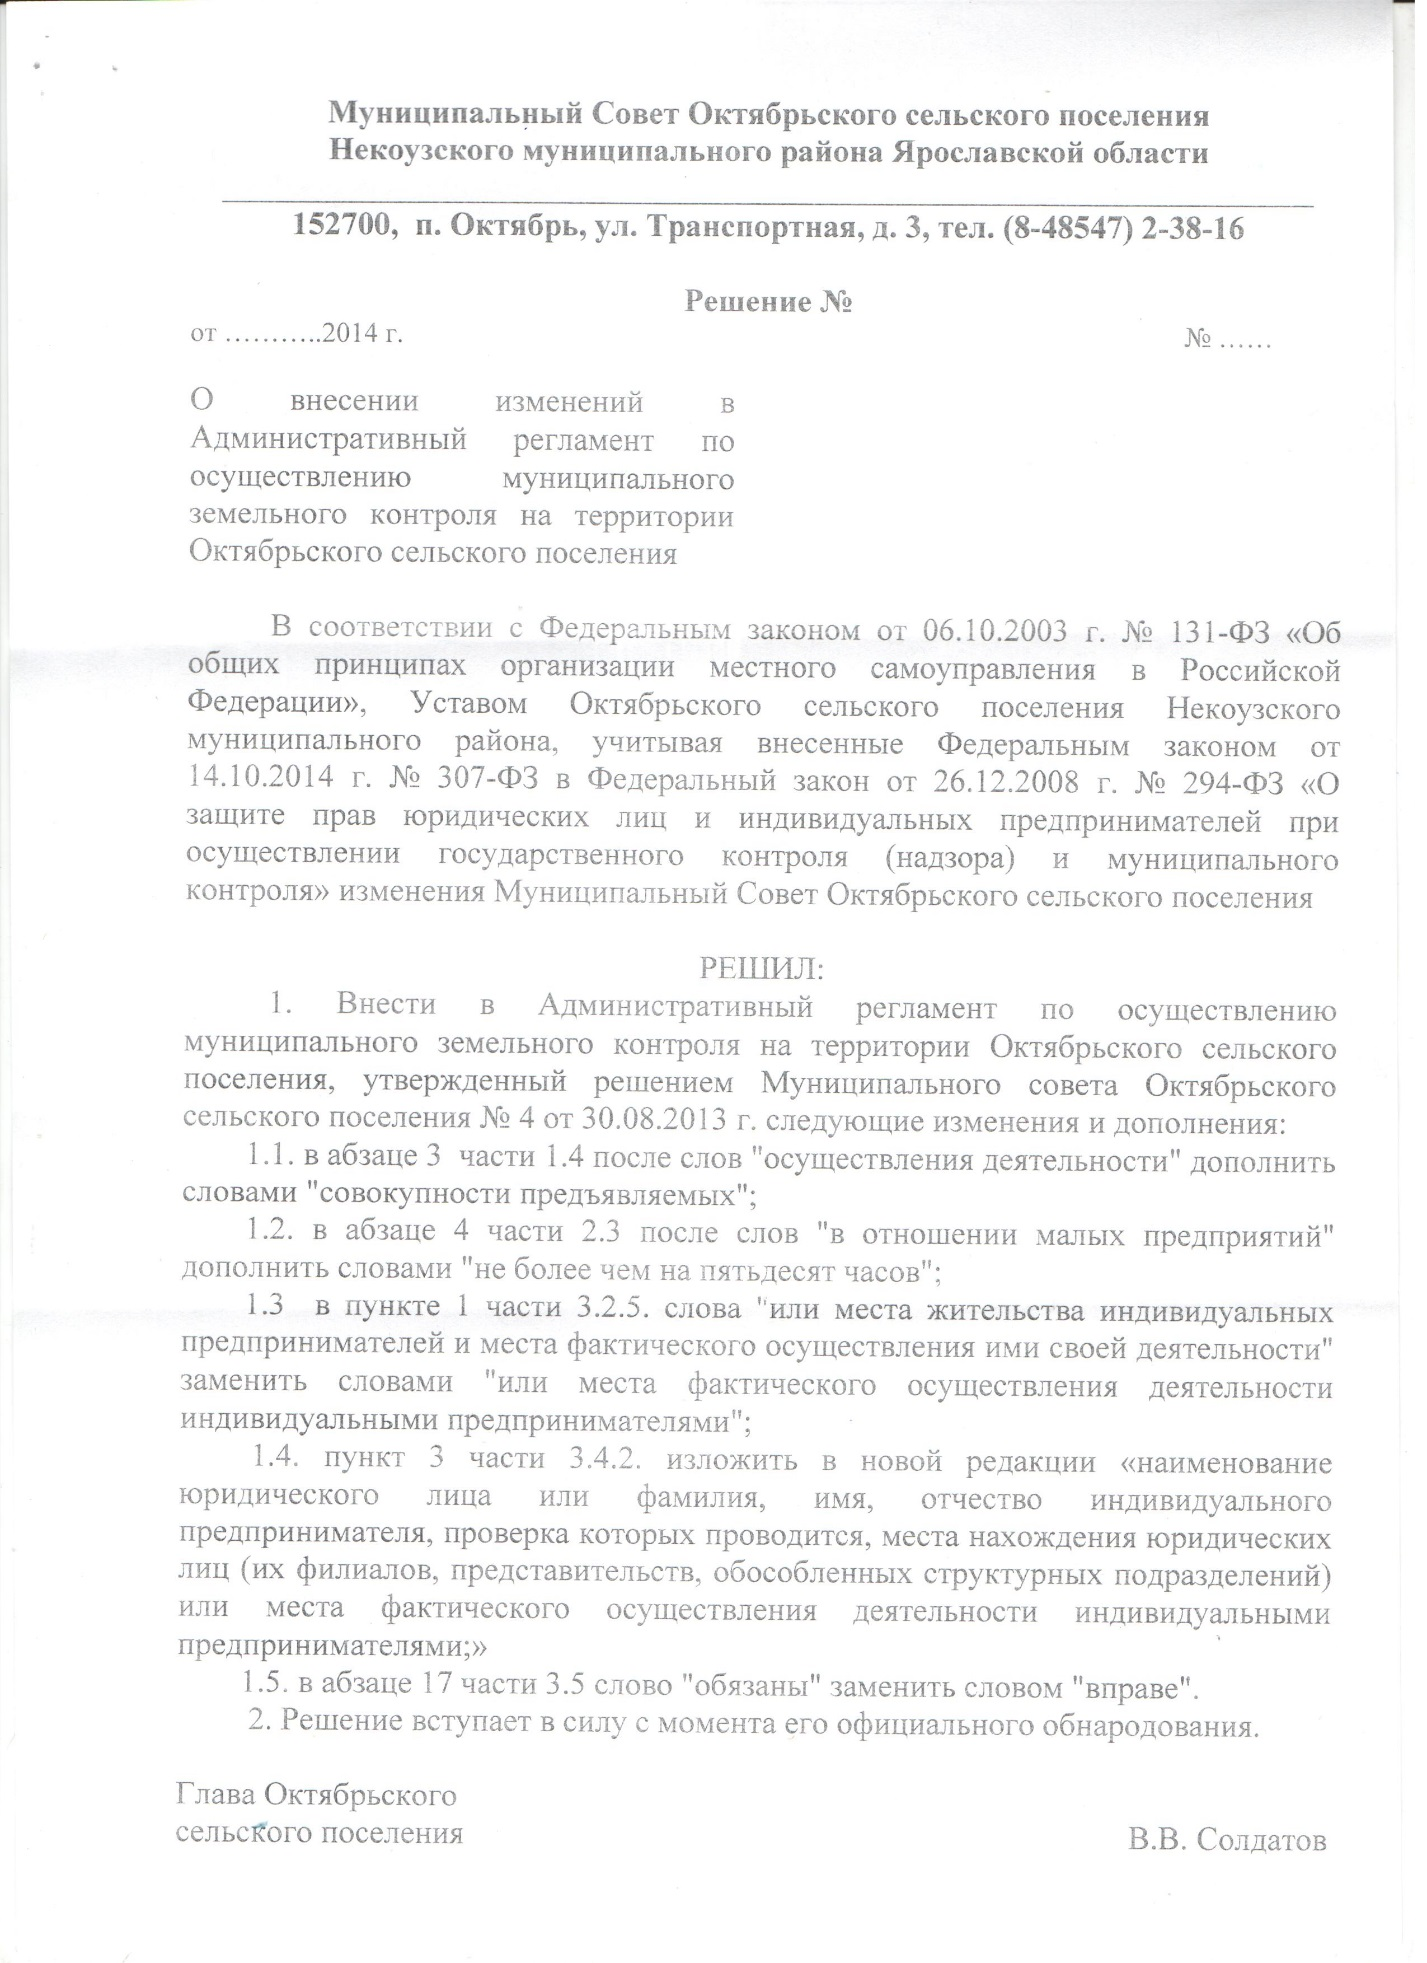 Муниципальный Совет Октябрьского сельского поселения
Некоузского муниципального района Ярославской области
152700, п. Октябрь, ул. Транспортная, д. 3, тел. (8-48547) 2-38-16
Решение №
от ………..2014 г.
№ ……
О внесении изменений в
Административный регламент по
осуществлению муниципального
земельного контроля на территории
Октябрьского сельского поселения
В соответствии с Федеральным законом от 06.10.2003 г. № 131-ФЗ «Об
общих принципах организации местного самоуправления в Российской
Федерации», Уставом Октябрьского сельского поселения Некоузского
муниципального района, учитывая внесенные Федеральным законом от
14.10.2014 г. № 307-ФЗ в Федеральный закон от 26.12.2008 г. № 294-ФЗ «О
защите прав юридических лиц и индивидуальных предпринимателей при
осуществлении государственного контроля (надзора) и муниципального
контроля» изменения Муниципальный Совет Октябрьского сельского поселения
РЕШИЛ:
1. Внести в Административный регламент по осуществлению
муниципального земельного контроля на территории Октябрьского сельского
поселения, утвержденный решением Муниципального совета Октябрьского
сельского поселения № 4 от 30.08.2013 г. следующие изменения и дополнения:
1.1. в абзаце 3 части 1.4 после слов "осуществления деятельности" дополнить
словами "совокупности предъявляемых";
1.2. в абзаце 4 части 2.3 после слов "в отношении малых предприятий"
дополнить словами "не более чем на пятьдесят часов";
1.3 в пункте 1 части 3.2.5. слова "или места жительства индивидуальных
предпринимателей и места фактического осуществления ими своей деятельности"
заменить словами "или места фактического осуществления деятельности
индивидуальными предпринимателями";
1.4. пункт 3 части 3.4.2. изложить в новой редакции «наименование
юридического лица или фамилия, имя, отчество индивидуального
предпринимателя, проверка которых проводится, места нахождения юридических
лиц (их филиалов, представительств, обособленных структурных подразделений)
или места фактического осуществления деятельности индивидуальными
предпринимателями;»
1.5. в абзаце 17 части 3.5 слово "обязаны" заменить словом "вправе".
2. Решение вступает в силу с момента его официального обнародования.
Глава Октябрьского
сельского поселения
В.В. Солдатов